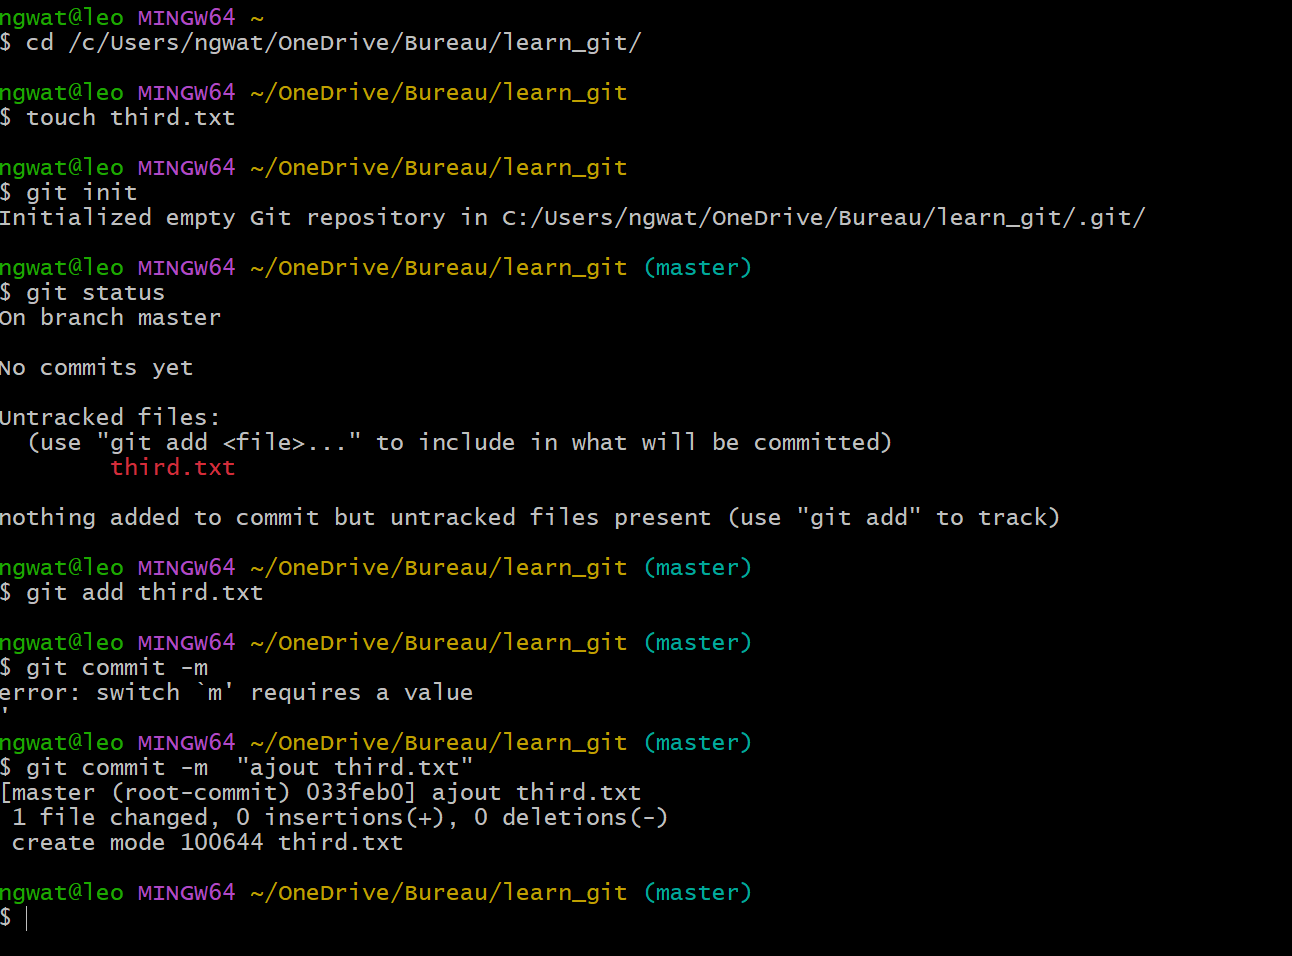 ngwat@leo MINGW64 ~
$ cd /c/Users/ngwat/OneDrive/Bureau/learn_git/
ngwat@leo MINGW64 ~/OneDrive/Bureau/learn_git
$ touch third.txt
ngwat@leo MINGW64 ~/OneDrive/Bureau/learn_git
$ git init
Initialized empty Git repository in C:/Users/ngwat/OneDrive/Bureau/learn_git/.git/
ngwat@leo MINGW64 ~/OneDrive/Bureau/learn_git (master)
$ git status
On branch master
No commits yet
Untracked files:
  (use "git add <file>..." to include in what will be committed)
        third.txt
nothing added to commit but untracked files present (use "git add" to track)
ngwat@leo MINGW64 ~/OneDrive/Bureau/learn_git (master)
$ git add third.txt
ngwat@leo MINGW64 ~/OneDrive/Bureau/learn_git (master)
$ git commit -m
error: switch `m' requires a value
'
ngwat@leo MINGW64 ~/OneDrive/Bureau/learn_git (master)
$ git commit -m  "ajout third.txt"
[master (root-commit) 033feb0] ajout third.txt
 1 file changed, 0 insertions(+), 0 deletions(-)
 create mode 100644 third.txt
ngwat@leo MINGW64 ~/OneDrive/Bureau/learn_git (master)
$